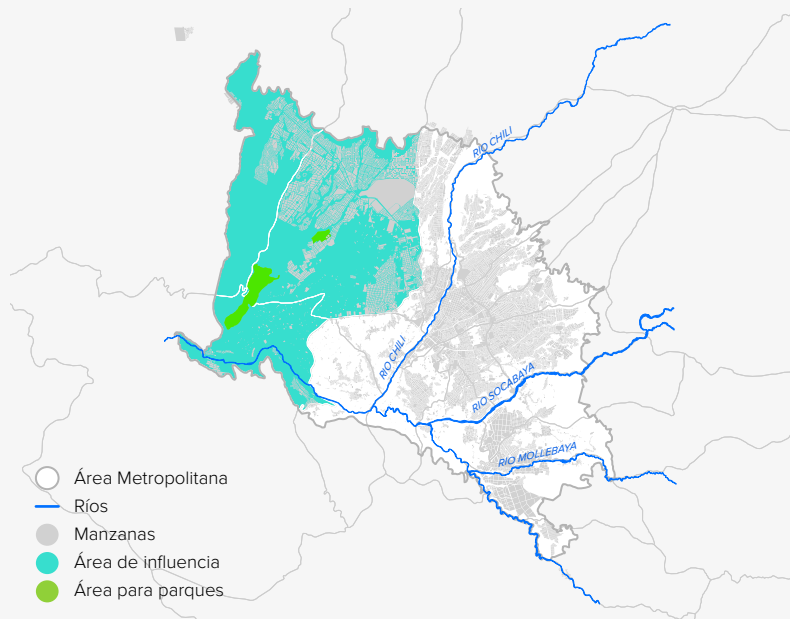 RIO CHILI
RIO CHILI
RIO SOCABAYA
RIO MOLLEBAYA
Área Metropolitana
Ríos
Manzanas
Área de influencia
Área para parques